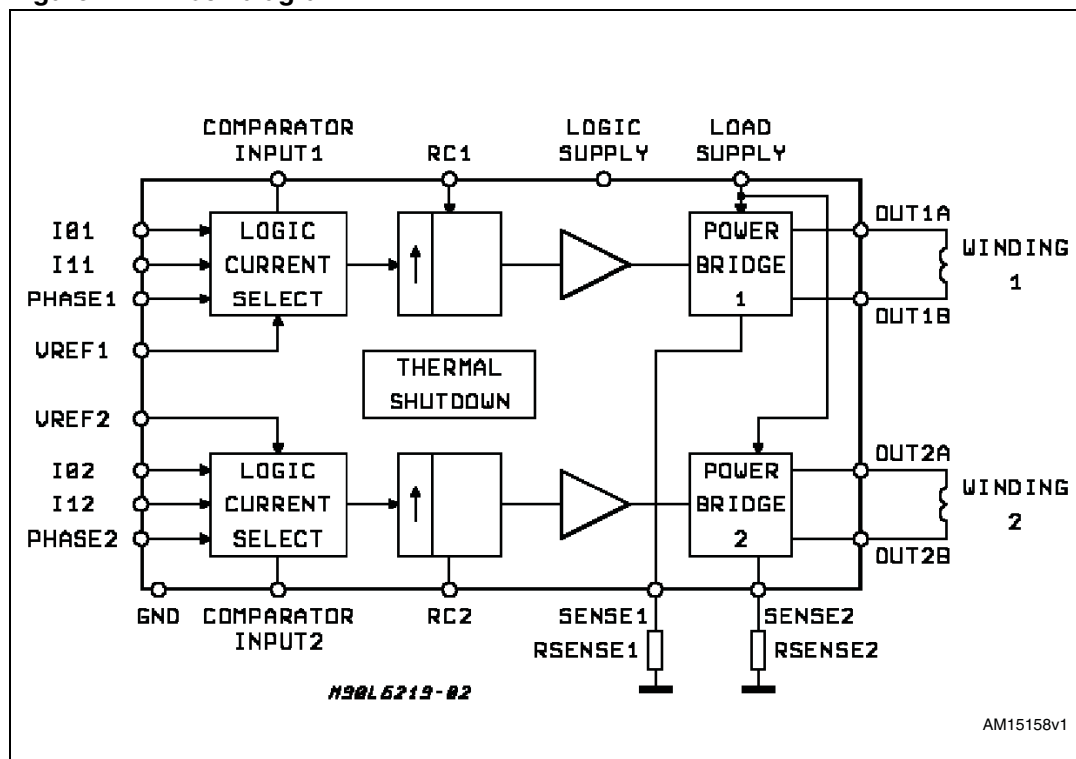 COMPARATOR
INPUT1
RC1
LOGIC
SUPPLY
LOAD
SUPPLY
I01
I11
PHASE1
VREF1
LOGIC
CURRENT
SELECT
POWER
BRIDGE
1
OUT1A
WINDING
1
OUT1B
THERMAL
SHUTDOWN
VREF2
I02
I12
PHASE2
LOGIC
CURRENT
SELECT
POWER
BRIDGE
2
OUT2A
WINDING
2
OUT2B
GND
COMPARATOR
INPUT2
RC2
SENSE1
RSENSE1
SENSE2
RSENSE2
M90L6219-02
AM15158v1